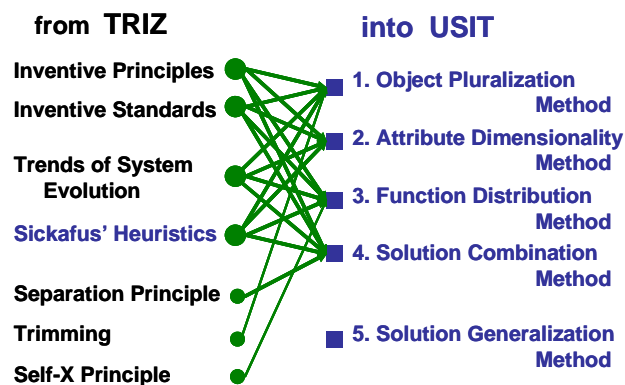 from TRIZ
into USIT
Inventive Principles
Inventive Standards
Trends of System
Evolution
Sickafus' Heuristics
Separation Principle
Trimming
Self-X Principle
1. Object Pluralization
Method
2. Attribute Dimensionality
Method
3. Function Distribution
Method
4. Solution Combination
Method
5. Solution Generalization
Method